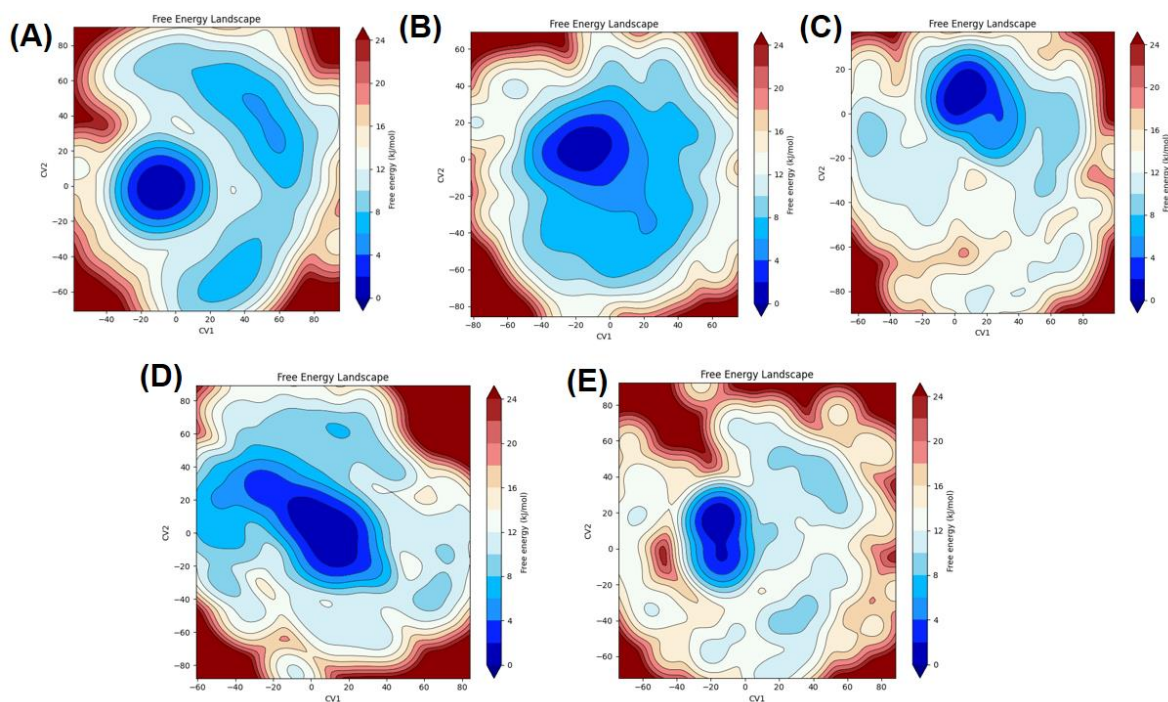 (A)
Free Energy Landscape
80
60
40
20
0
−20
−40
−60
CV2
−40 −20 0 20 40 60 80
CV1
24
20
16
12
8
4
0
Free energy (kJ/mol)
(B)
Free Energy Landscape
60
40
20
0
−20
−40
−60
−80
CV2
−80 −60 −40 −20 0 20 40 60
CV1
24
20
16
12
8
4
0
Free energy (kJ/mol)
(C)
Free Energy Landscape
20
0
−20
−40
−60
−80
CV2
−60 −40 −20 0 20 40 60 80
CV1
24
20
16
12
8
4
0
Free energy (kJ/mol)
(D)
Free Energy Landscape
80
60
40
20
0
−20
−40
−60
−80
CV2
−60 −40 −20 0 20 40 60 80
CV1
24
20
16
12
8
4
0
Free energy (kJ/mol)
(E)
Free Energy Landscape
80
60
40
20
0
−20
−40
−60
CV2
−60 −40 −20 0 20 40 60 80
CV1
24
20
16
12
8
4
0
Free energy (kJ/mol)